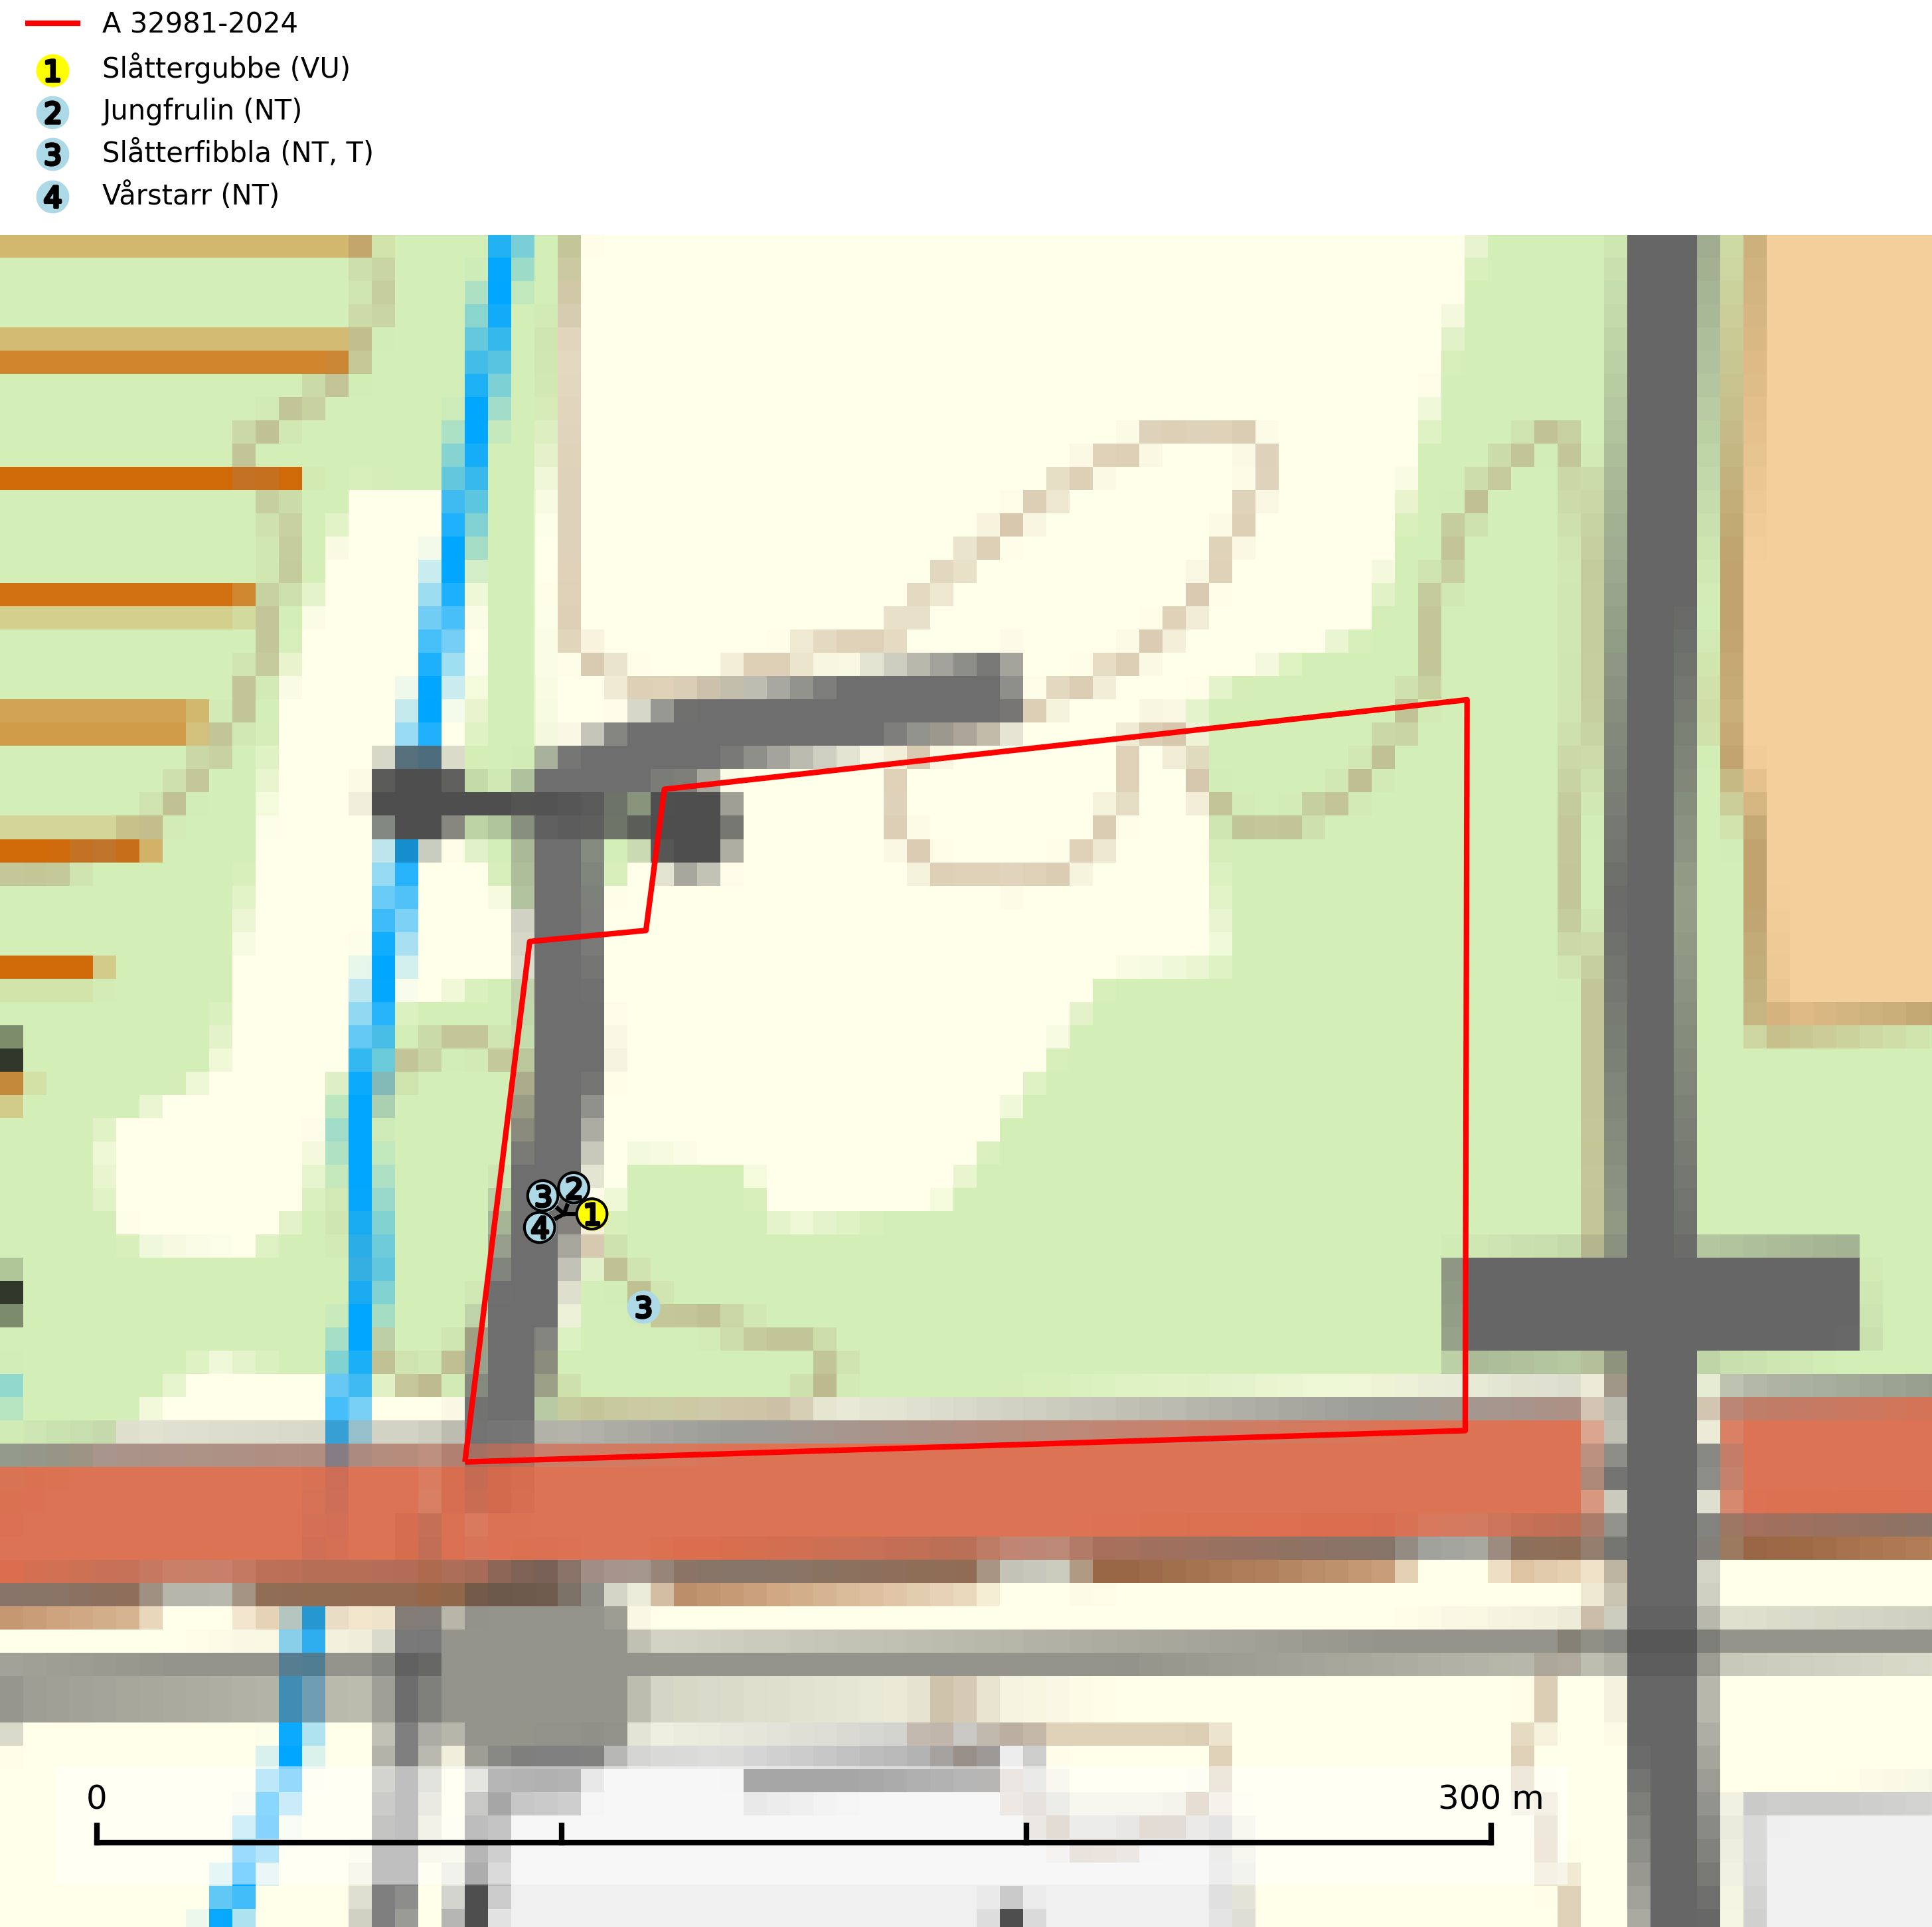 A 32981-2024
1 Slåttergubbe (VU)
2 Jungfrulin (NT)
3 Slåtterfibbla (NT, T)
4 Vårstarr (NT)
3 2
4 1
3
0 300 m